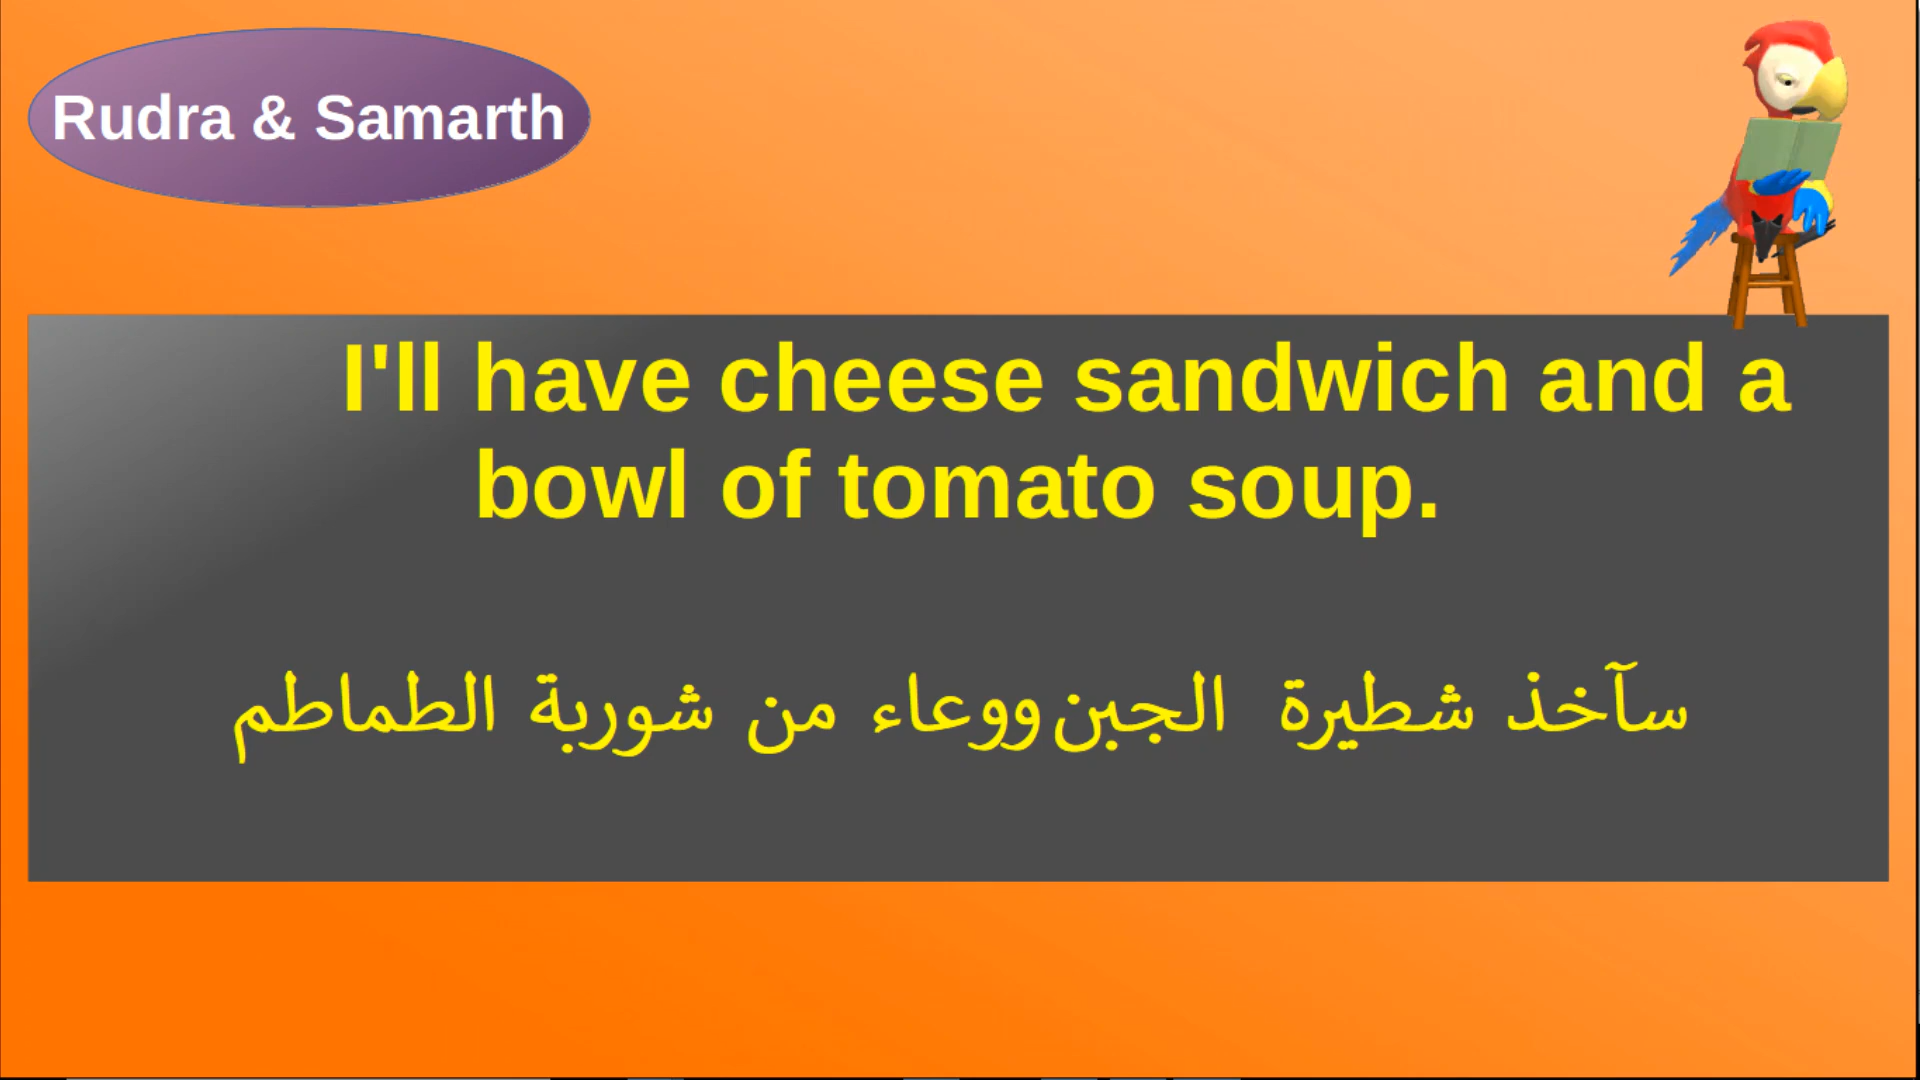 Rudra & Samarth
I'll have cheese sandwich and a
bowl of tomato soup.
سآخذ شطيرة الجبن ووعاء من شوربة الطماطم